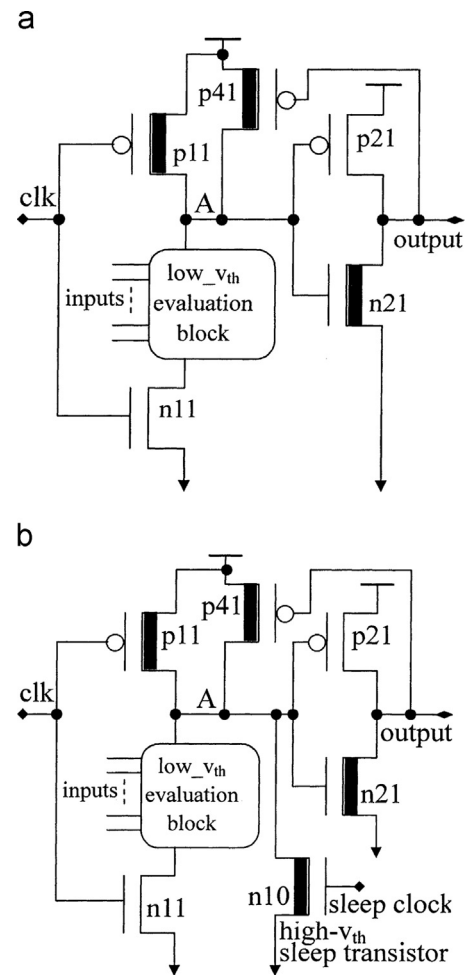 a
p41
p11
p21
clk
A
output
low_vth
inputs
evaluation
block
n21
n11
b
p41
p11
p21
clk
A
output
low_vth
inputs
evaluation
block
n21
n11
n10
sleep clock
high-vth
sleep transistor